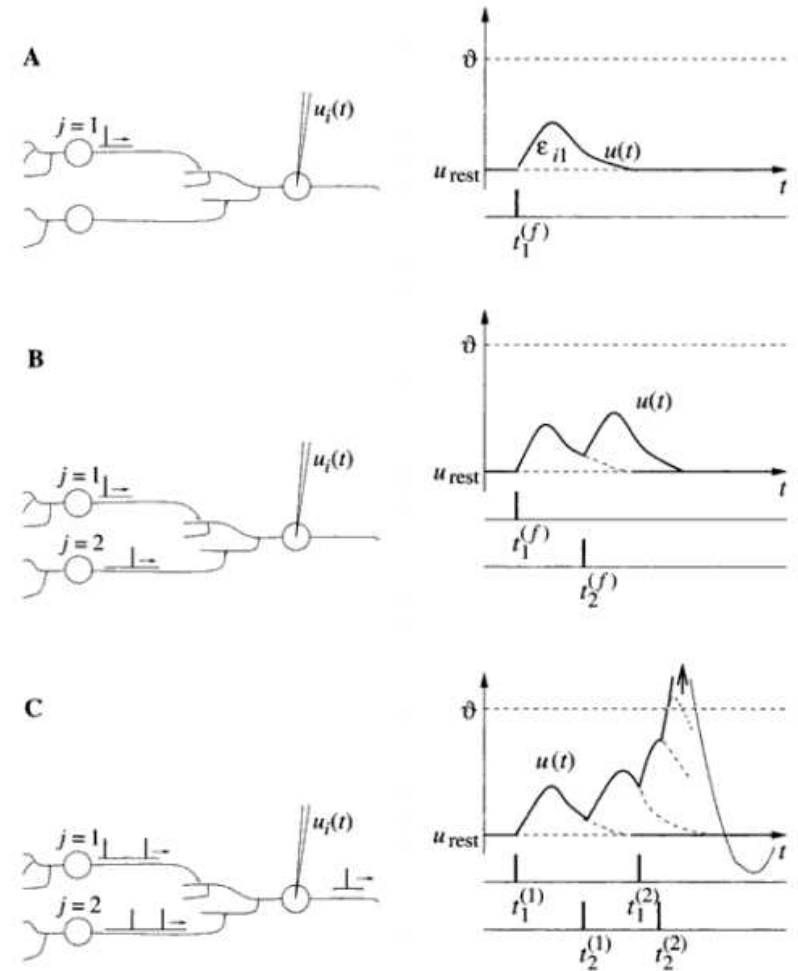 A
j=1
u_i(t)
ϑ
ε_i1
u(t)
u_rest
t
t_1^(f)
B
j=1
j=2
u_i(t)
ϑ
u(t)
u_rest
t
t_1^(f)
t_2^(f)
C
j=1
j=2
u_i(t)
ϑ
u(t)
u_rest
t
t_1^(1) t_1^(2)
t_2^(1) t_2^(2)